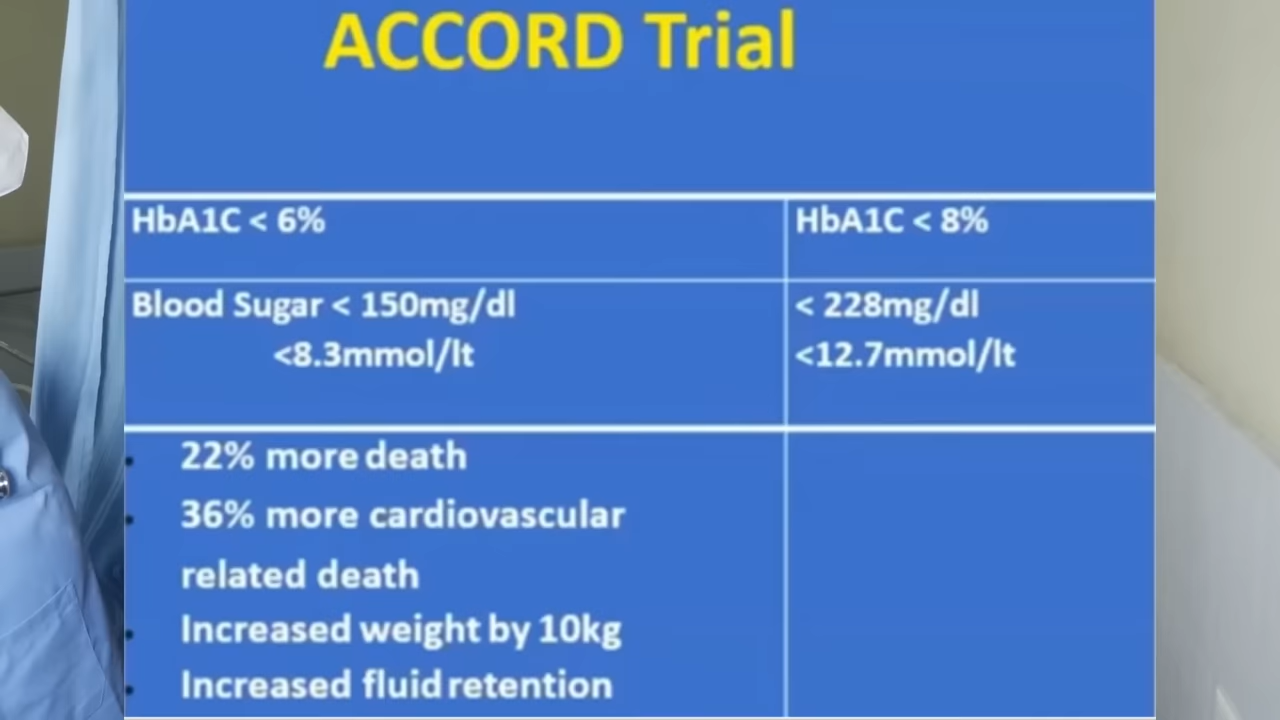 ACCORD Trial
HbA1C < 6%
HbA1C < 8%
Blood Sugar < 150mg/dl
<8.3mmol/lt
< 228mg/dl
<12.7mmol/lt
22% more death
36% more cardiovascular
related death
Increased weight by 10kg
Increased fluid retention